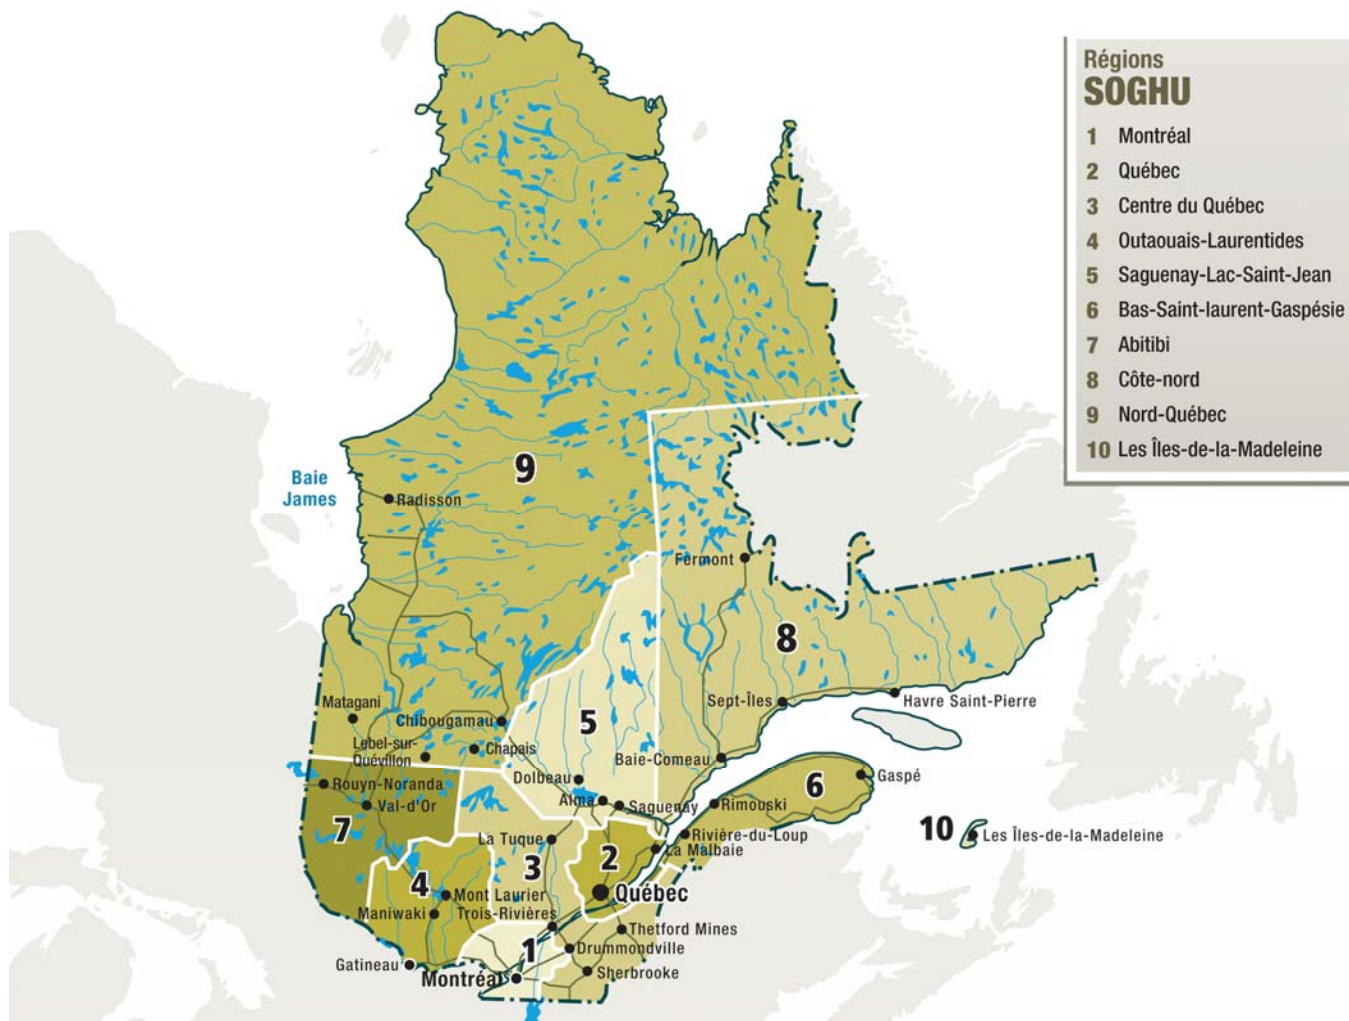 Régions
SOGHU
1 Montréal
2 Québec
3 Centre du Québec
4 Outaouais-Laurentides
5 Saguenay-Lac-Saint-Jean
6 Bas-Saint-laurent-Gaspésie
7 Abitibi
8 Côte-nord
9 Nord-Québec
10 Les Îles-de-la-Madeleine
9
Baie
James
Radisson
Fermont
8
Sept-Îles
Havre Saint-Pierre
Matagani
Chibougamau
5
Lebel-sur-
Quévillon
Chapais
Baie-Comeau
Dolbeau
Gaspé
Rouyn-Noranda
6
Alma
Saguenay
Rimouski
Val-d'Or
7
La Tuque
Rivière-du-Loup
10
Les Îles-de-la-Madeleine
La Malbaie
2
3
4
Mont Laurier
Québec
Maniwaki
Trois-Rivières
Thetford Mines
1
Drummondville
Gatineau
Montréal
Sherbrooke